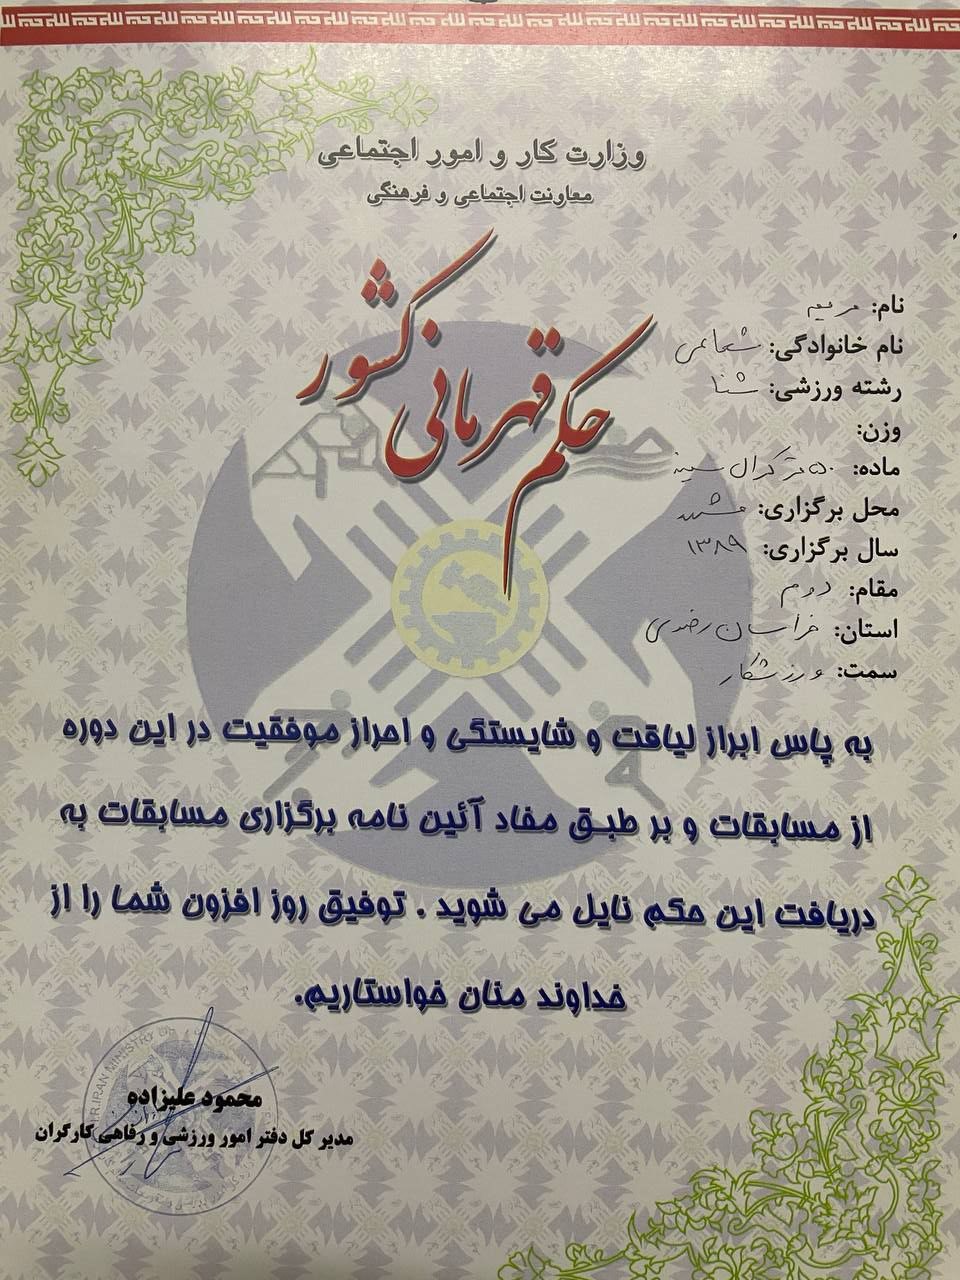 وزارت کار و امور اجتماعی
معاونت اجتماعی و فرهنگی
حکم قهرمانی کشور
نام: مریم
نام خانوادگی: شجاعی
رشته ورزشی: شنا
وزن:
ماده: ۵۰ متر کرال سینه
محل برگزاری: مشهد
سال برگزاری: ۱۳۸۹
مقام: دوم
استان: خراسان رضوی
سمت: ورزشکار
به پاس ابراز لیاقت و شایستگی و احراز موفقیت در این دوره
از مسابقات و بر طبق مفاد آئین نامه برگزاری مسابقات به
دریافت این حکم نایل می شوید . توفیق روز افزون شما را از
خداوند منان خواستاریم.
محمود علیزاده
مدیر کل دفتر امور ورزشی و رفاهی کارگران
IRAN MINISTRY OF